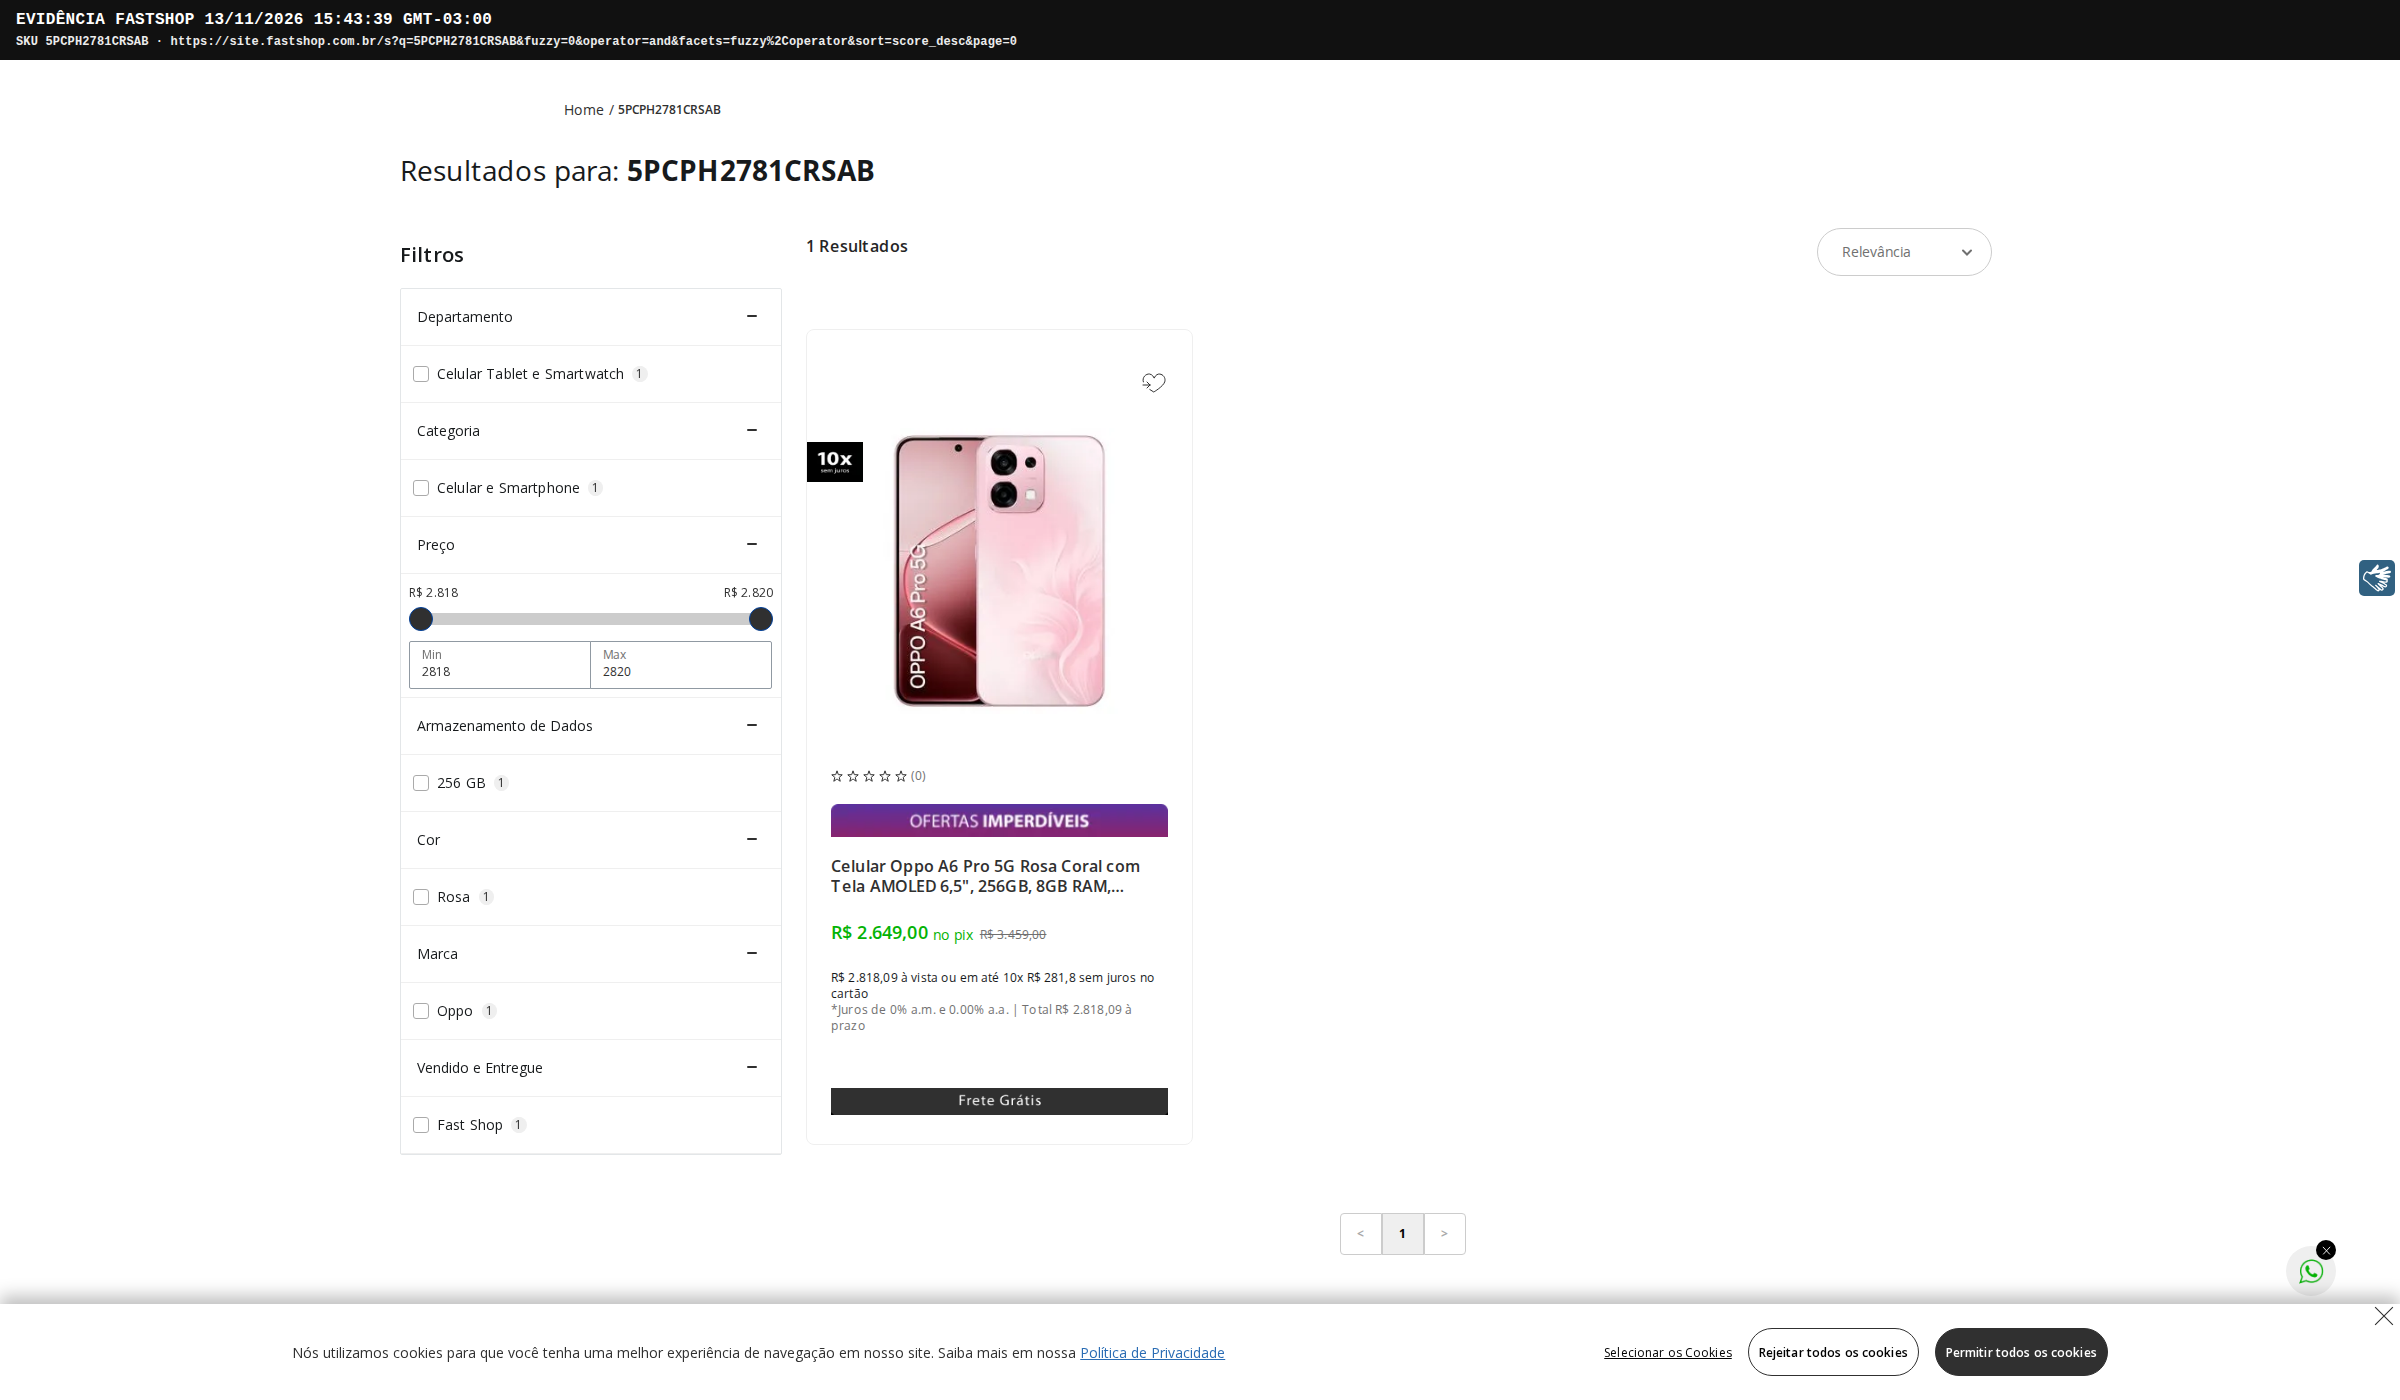 EVIDÊNCIA FASTSHOP 13/11/2026 15:43:39 GMT-03:00
SKU 5PCPH2781CRSAB · https://site.fastshop.com.br/s?q=5PCPH2781CRSAB&fuzzy=0&operator=and&facets=fuzzy%2Coperator&sort=score_desc&page=0
Home / 5PCPH2781CRSAB
Resultados para: 5PCPH2781CRSAB
Filtros
1 Resultados
Relevância
Departamento
Celular Tablet e Smartwatch 1
Categoria
Celular e Smartphone 1
Preço
R$ 2.818
R$ 2.820
Min
2818
Max
2820
Armazenamento de Dados
256 GB 1
Cor
Rosa 1
Marca
Oppo 1
Vendido e Entregue
Fast Shop 1
10x
sem juros
OPPO A6 Pro 5G
(0)
OFERTAS IMPERDÍVEIS
Celular Oppo A6 Pro 5G Rosa Coral com
Tela AMOLED 6,5", 256GB, 8GB RAM,...
R$ 2.649,00 no pix R$ 3.459,00
R$ 2.818,09 à vista ou em até 10x R$ 281,8 sem juros no
cartão
*Juros de 0% a.m. e 0.00% a.a. | Total R$ 2.818,09 à
prazo
Frete Grátis
< 1 >
Nós utilizamos cookies para que você tenha uma melhor experiência de navegação em nosso site. Saiba mais em nossa Política de Privacidade
Selecionar os Cookies
Rejeitar todos os cookies
Permitir todos os cookies